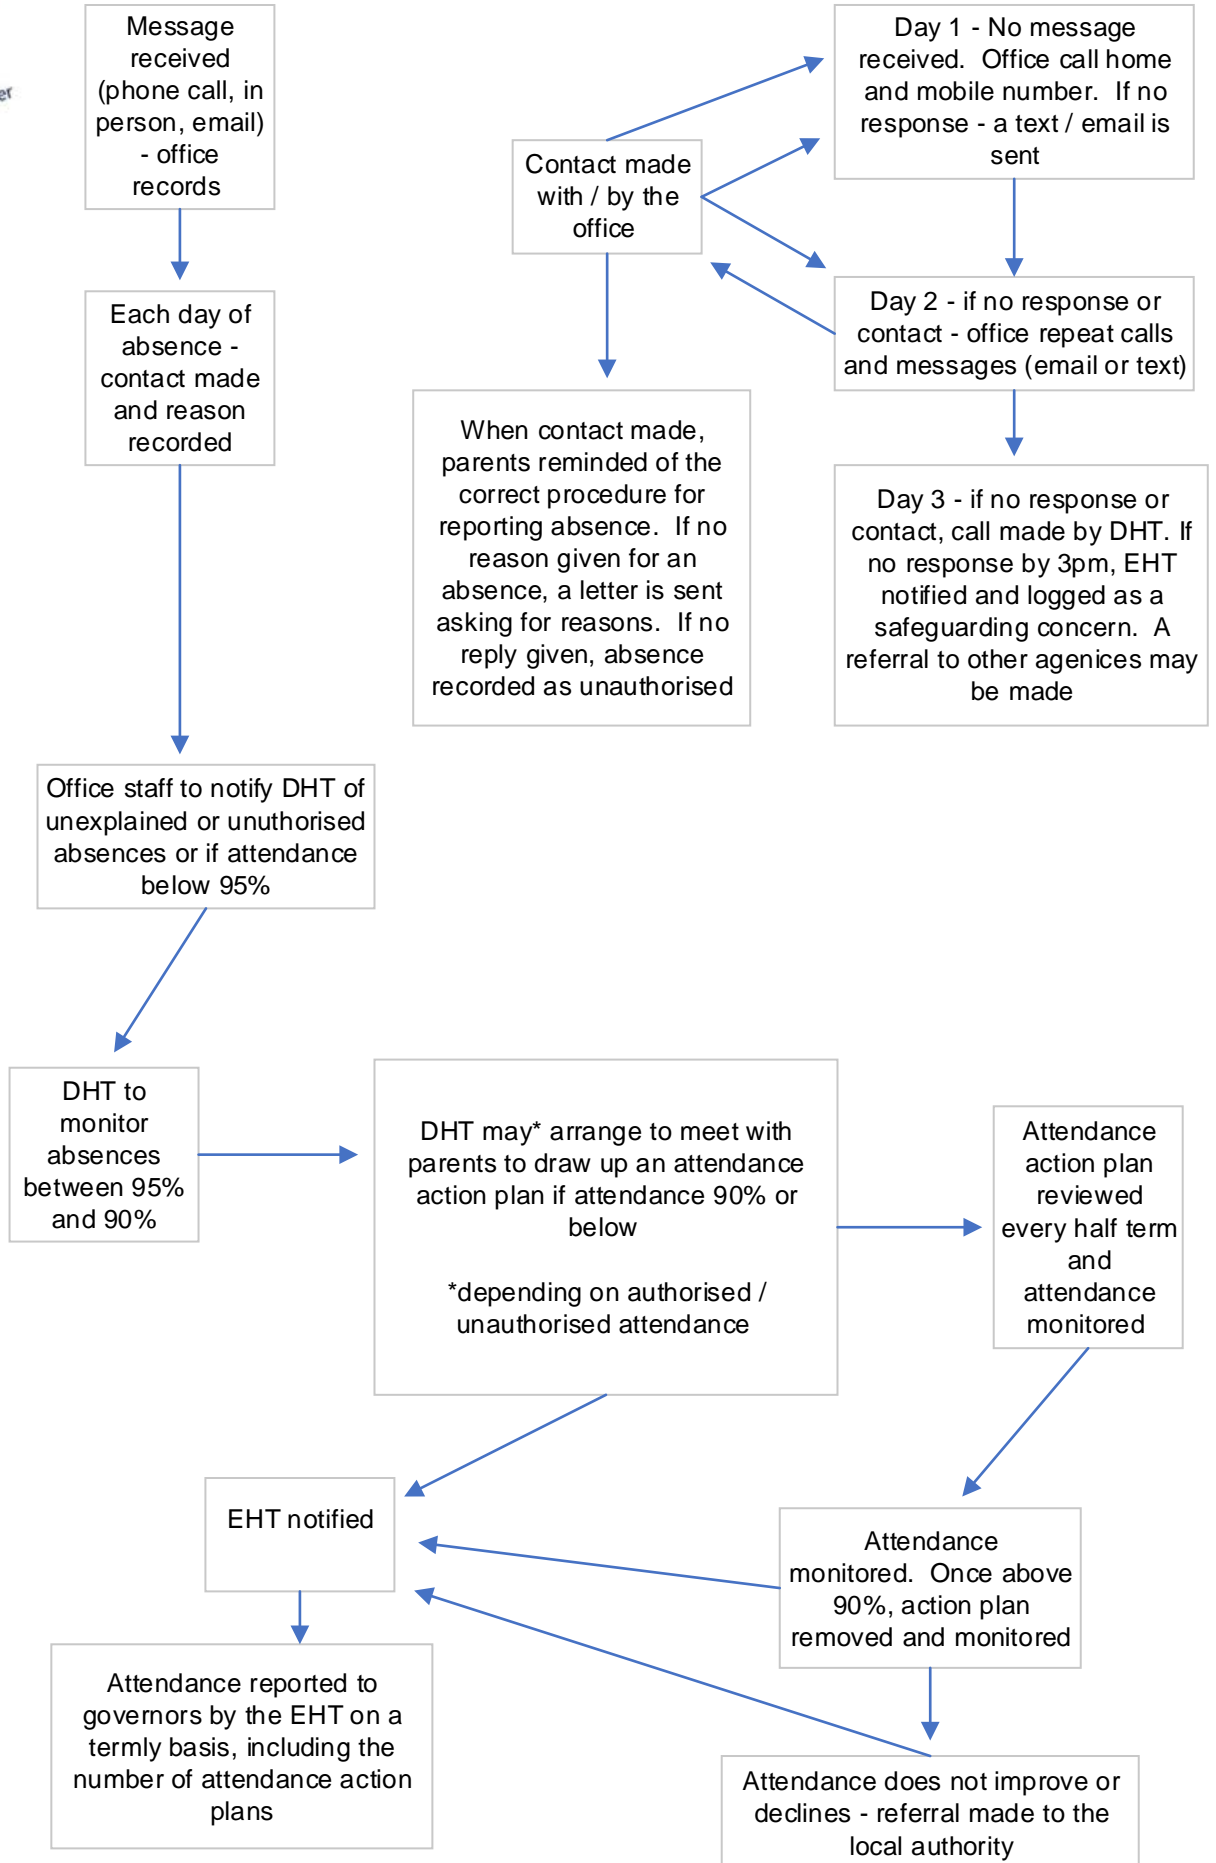 Message
received
(phone call, in
person, email)
- office
records
Day 1 - No message
received.  Office call home
and mobile number.  If no
response - a text / email is
sent
Contact made
with / by the
office
Each day of
absence -
contact made
and reason
recorded
Day 2 - if no response or
contact - office repeat calls
and messages (email or text)
When contact made,
parents reminded of the
correct procedure for
reporting absence.  If no
reason given for an
absence, a letter is sent
asking for reasons.  If no
reply given, absence
recorded as unauthorised
Day 3 - if no response or
contact, call made by DHT. If
no response by 3pm, EHT
notified and logged as a
safeguarding concern.  A
referral to other agenices may
be made
Office staff to notify DHT of
unexplained or unuthorised
absences or if attendance
below 95%
DHT to
monitor
absences
between 95%
and 90%
DHT may* arrange to meet with
parents to draw up an attendance
action plan if attendance 90% or
below
*depending on authorised /
unauthorised attendance
Attendance
action plan
reviewed
every half term
and
attendance
monitored
EHT notified
Attendance
monitored.  Once above
90%, action plan
removed and monitored
Attendance reported to
governors by the EHT on a
termly basis, including the
number of attendance action
plans
Attendance does not improve or
declines - referral made to the
local authority